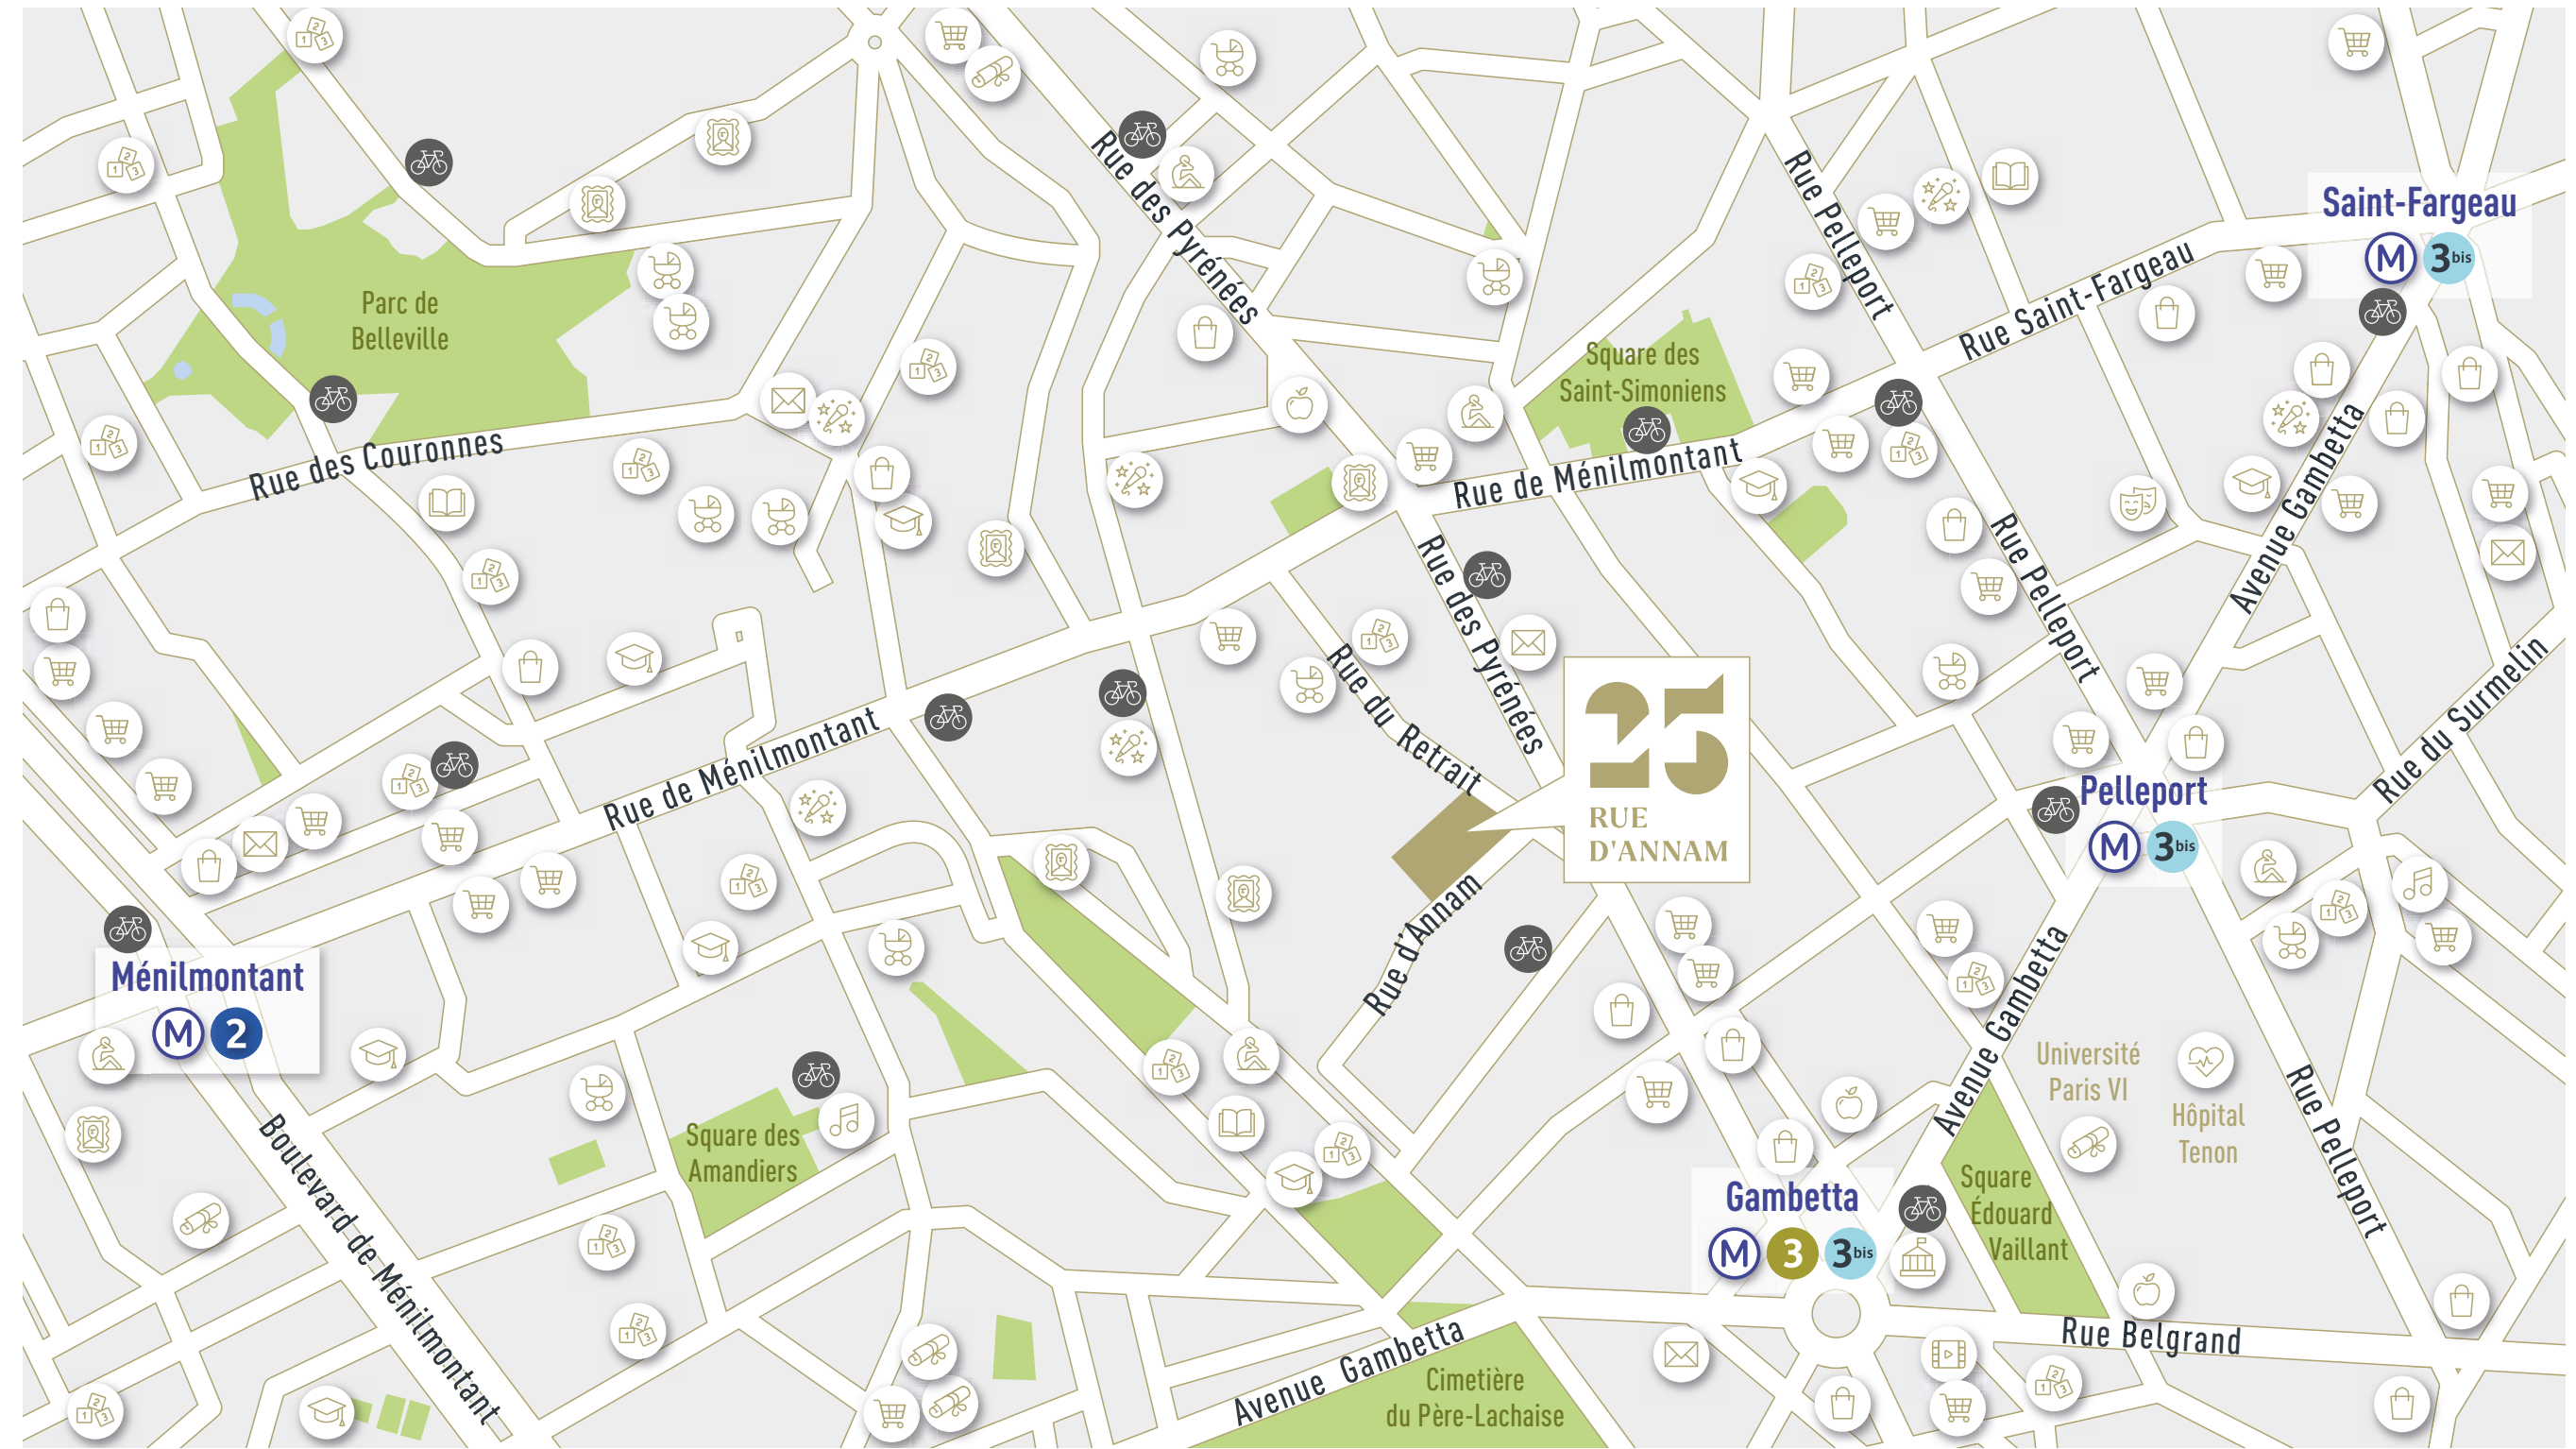 Rue des Pyrénées
Rue Pelleport
Saint-Fargeau
M 3bis
Rue Saint-Fargeau
Parc de
Belleville
Square des
Saint-Simoniens
Rue des Couronnes
Rue de Ménilmontant
Avenue Gambetta
Rue des Pyrénées
Rue Pelleport
Rue du Retrait
25
RUE
D'ANNAM
Rue du Surmelin
Rue de Ménilmontant
Pelleport
M 3bis
Rue d'Annam
Ménilmontant
M 2
Avenue Gambetta
Université
Paris VI
Hôpital
Tenon
Rue Pelleport
Boulevard de Ménilmontant
Square des
Amandiers
Gambetta
M 3 3bis
Square
Édouard
Vaillant
Rue Belgrand
Avenue Gambetta
Cimetière
du Père-Lachaise